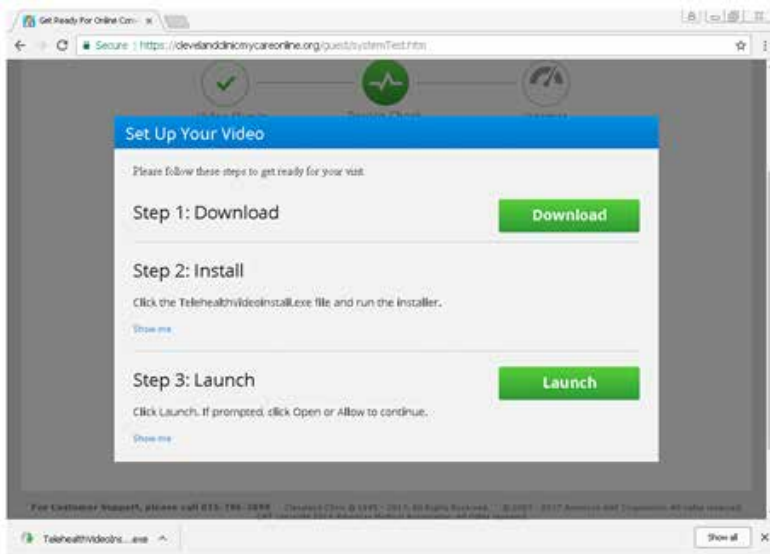 Get Ready For Online Con
Secure | https://clevelandclinicmycareonline.org/guest/systemTest.htm
Set Up Your Video
Please follow these steps to get ready for your visit
Step 1: Download
Download
Step 2: Install
Click the TelehealthVideoInstall.exe file and run the installer.
Show me
Step 3: Launch
Launch
Click Launch. If prompted, click Open or Allow to continue.
Show me
For Customer Support, please call
TelehealthVideoIns...exe
Show all